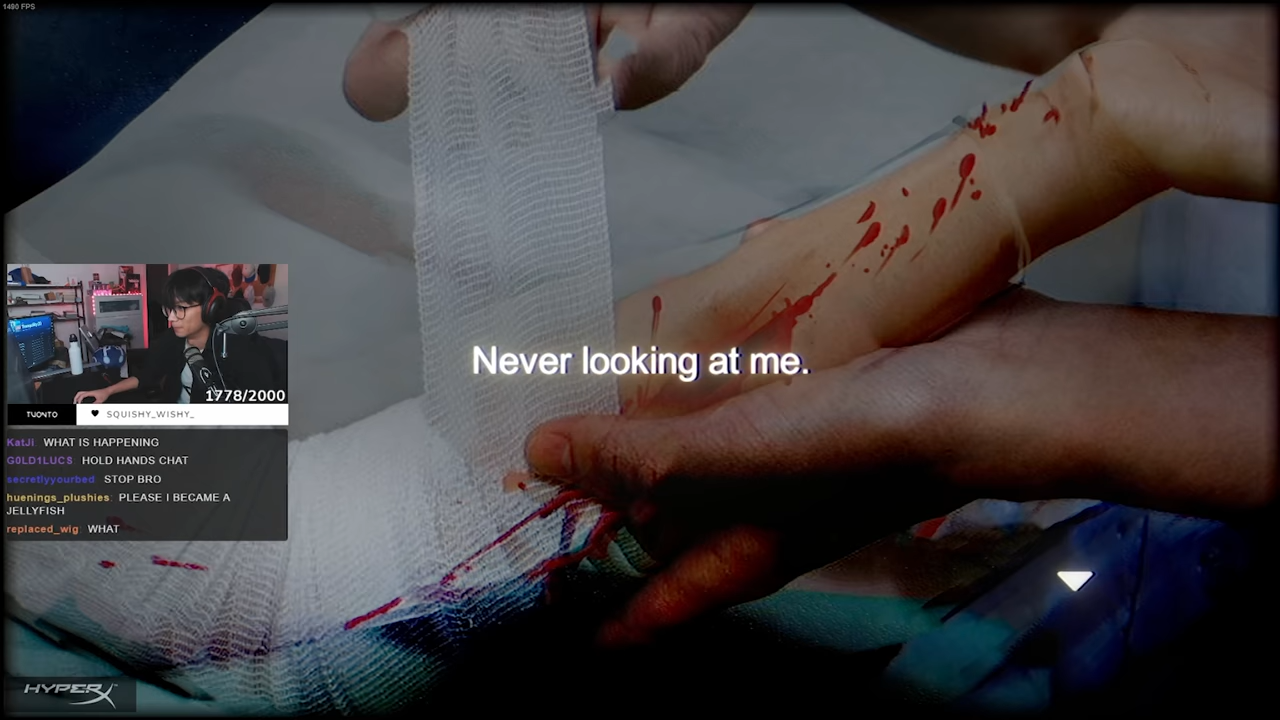 1490 FPS
Never looking at me.
1778/2000
TUONTO
SQUISHY_WISHY_
KatJi: WHAT IS HAPPENING
G0LD1LUCS: HOLD HANDS CHAT
secretlyyourbed: STOP BRO
huenings_plushies: PLEASE I BECAME A
JELLYFISH
replaced_wig: WHAT
HYPERX